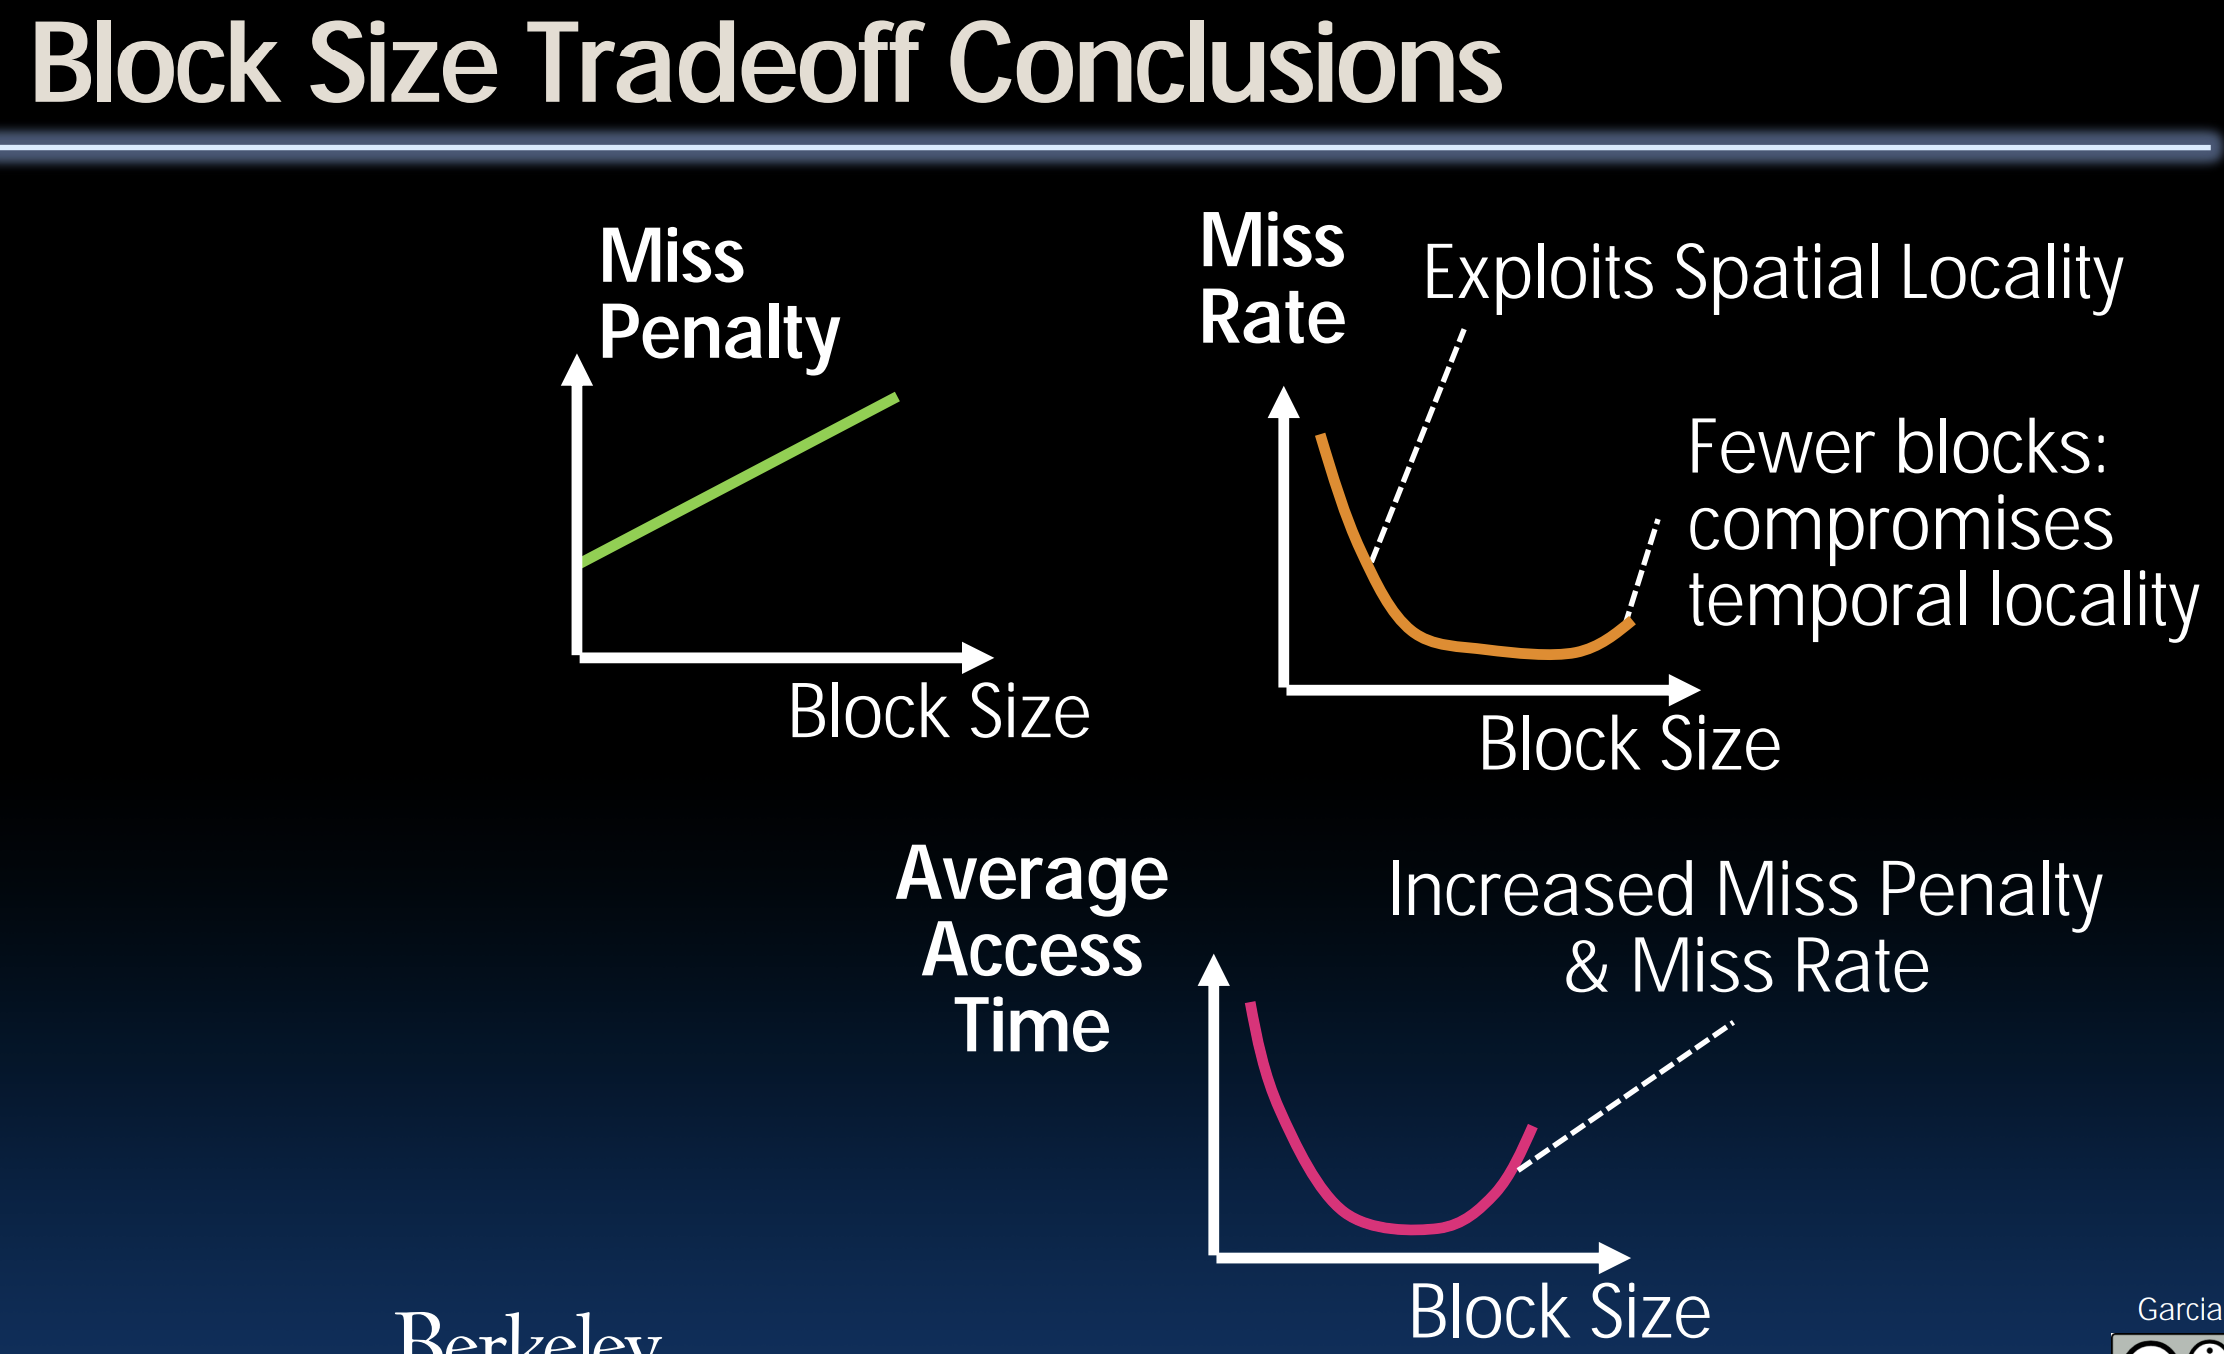 Block Size Tradeoff Conclusions
Miss
Penalty
Block Size
Miss
Rate
Exploits Spatial Locality
Fewer blocks:
compromises
temporal locality
Block Size
Average
Access
Time
Increased Miss Penalty
& Miss Rate
Block Size
Berkeley
Garcia